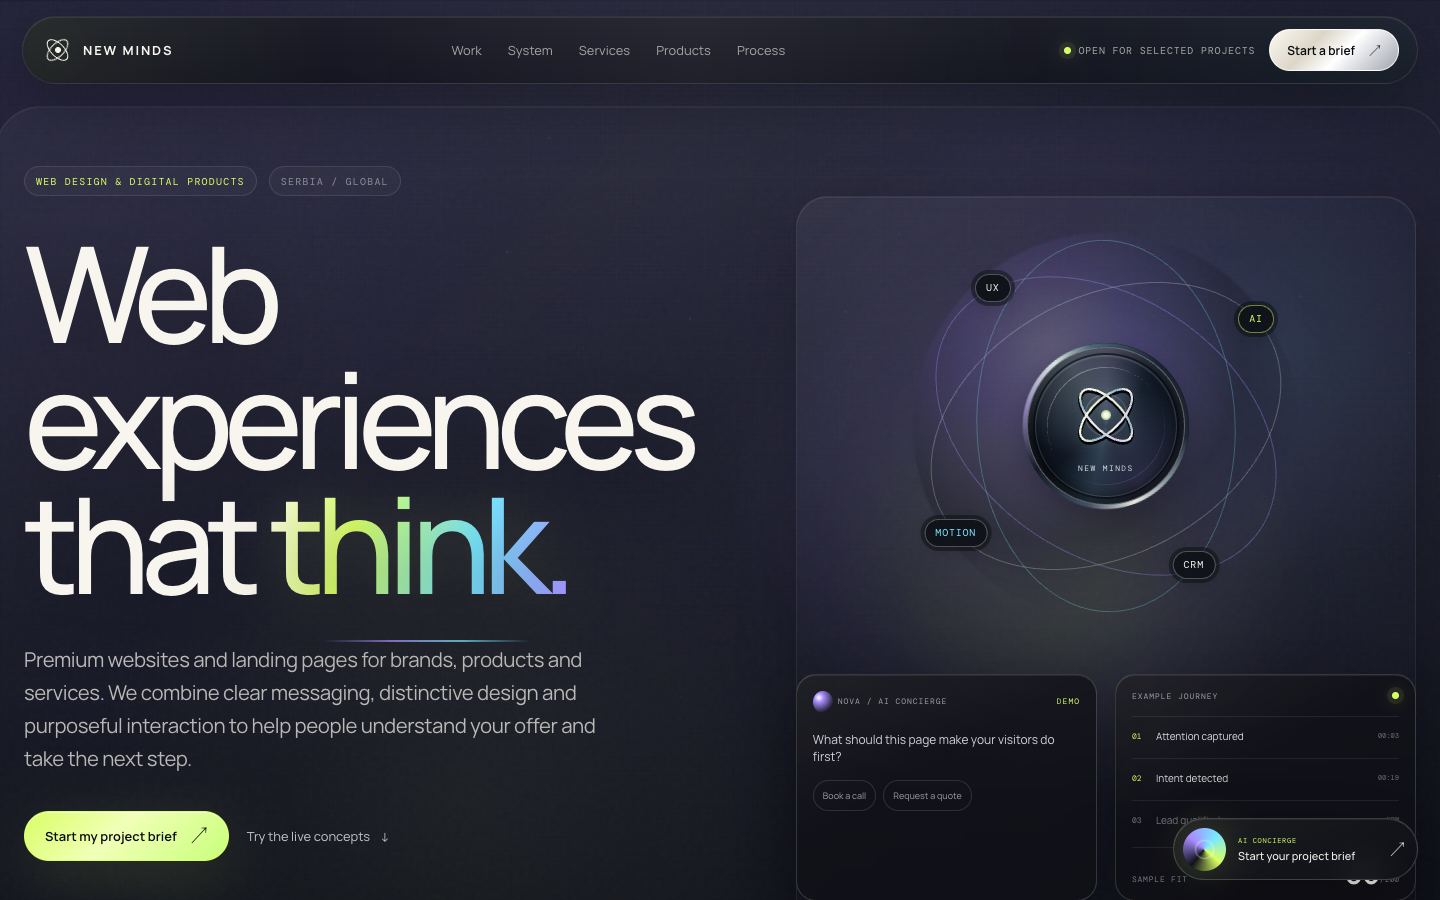 NEW MINDS
Work
System
Services
Products
Process
OPEN FOR SELECTED PROJECTS
Start a brief
WEB DESIGN & DIGITAL PRODUCTS
SERBIA / GLOBAL
Web
experiences
that think.
Premium websites and landing pages for brands, products and
services. We combine clear messaging, distinctive design and
purposeful interaction to help people understand your offer and
take the next step.
Start my project brief
Try the live concepts ↓
UX
AI
NEW MINDS
MOTION
CRM
NOVA / AI CONCIERGE
DEMO
What should this page make your visitors do
first?
Book a call
Request a quote
EXAMPLE JOURNEY
01 Attention captured 00:03
02 Intent detected 00:19
03 Lead
AI CONCIERGE
Start your project brief
SAMPLE FIT